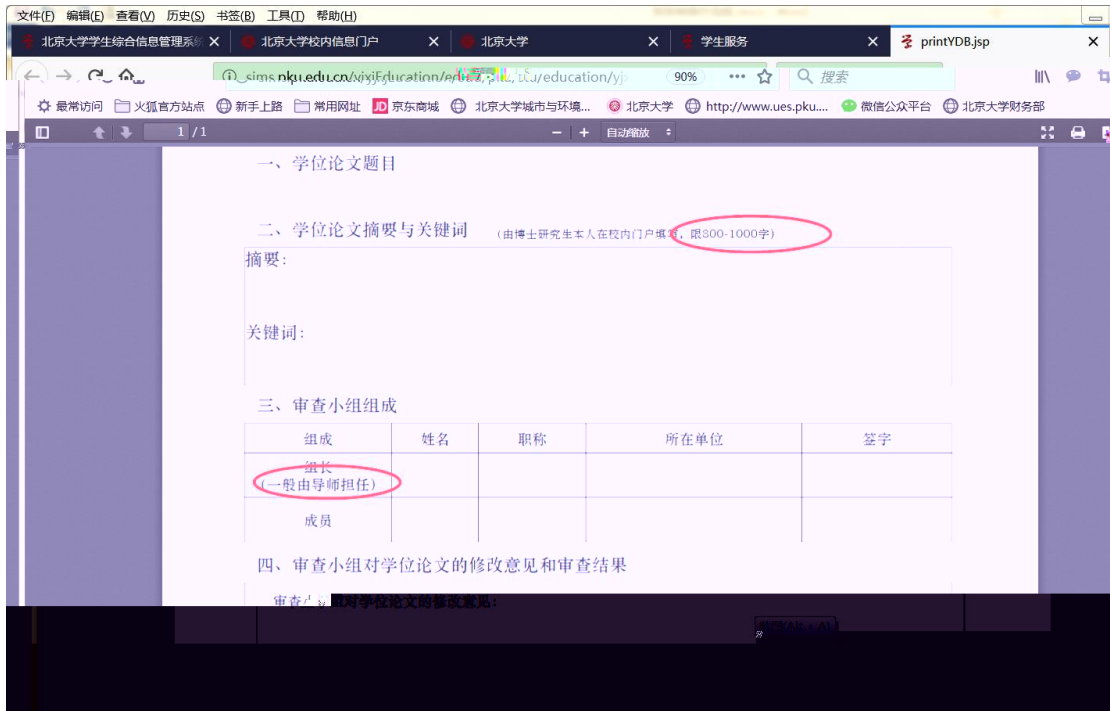 文件(F) 编辑(E) 查看(V) 历史(S) 书签(B) 工具(T) 帮助(H)
北京大学学生综合信息管理系统 北京大学校内信息门户 北京大学 学生服务 printYDB.jsp
90% 搜索
最常访问 火狐官方站点 新手上路 常用网址 JD 京东商城 北京大学城市与环境... 北京大学 http://www.ues.pku.... 微信公众平台 北京大学财务部
1 / 1 自动缩放
一、学位论文题目
二、学位论文摘要与关键词 (由博士研究生本人在校内门户填写,限800-1000字)
摘要:
关键词:
三、审查小组组成
组成 姓名 职称 所在单位 签字
组长
(一般由导师担任)
成员
四、审查小组对学位论文的修改意见和审查结果
审查小组对学位论文的修改意见: